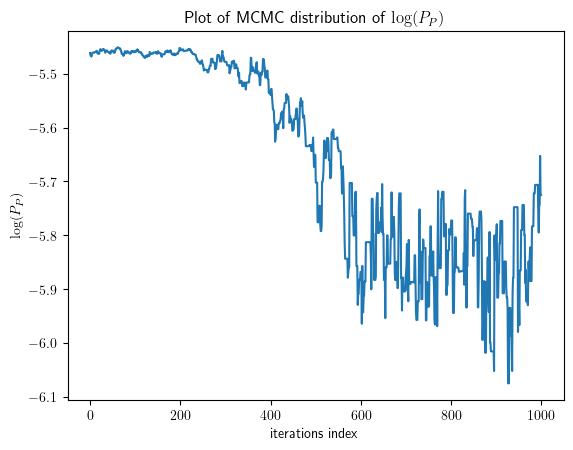 Plot of MCMC distribution of log(P_P)
log(P_P)
−5.5
−5.6
−5.7
−5.8
−5.9
−6.0
−6.1
0 200 400 600 800 1000
iterations index